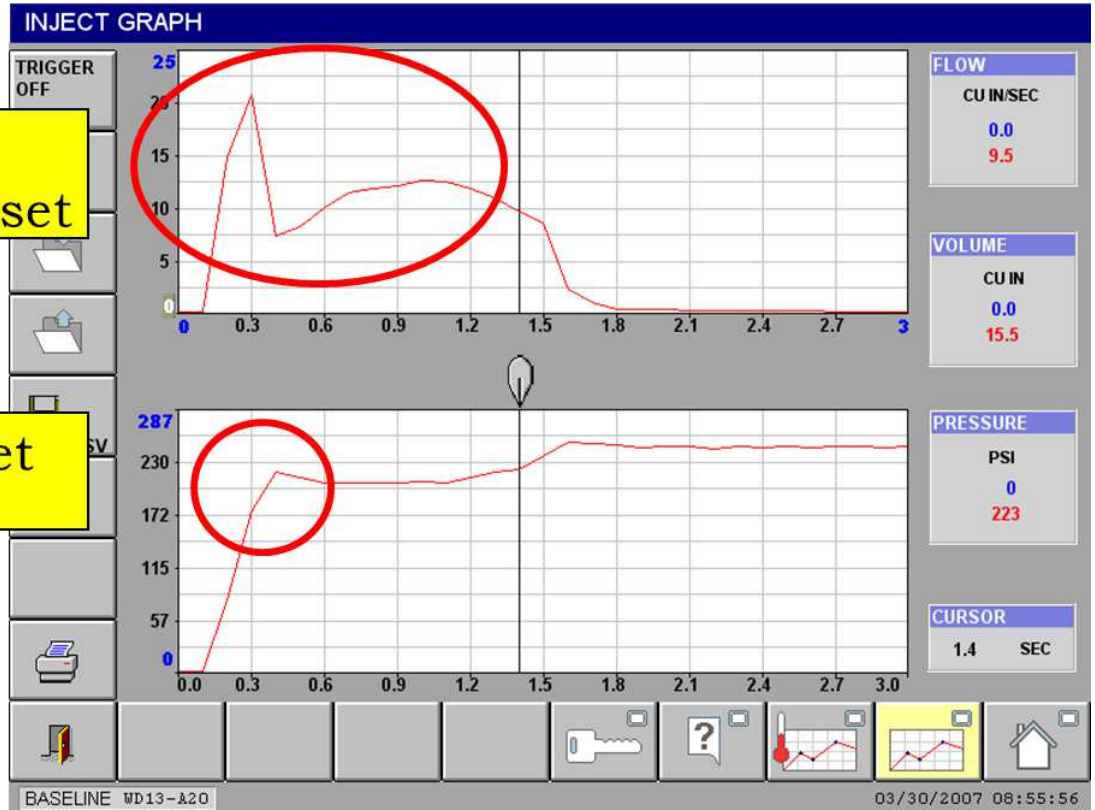 INJECT GRAPH
TRIGGER
OFF
set
et
SV
25
20
15
10
5
0
0 0.3 0.6 0.9 1.2 1.5 1.8 2.1 2.4 2.7 3
287
230
172
115
57
0
0.0 0.3 0.6 0.9 1.2 1.5 1.8 2.1 2.4 2.7 3.0
FLOW
CU IN/SEC
0.0
9.5
VOLUME
CU IN
0.0
15.5
PRESSURE
PSI
0
223
CURSOR
1.4 SEC
?
BASELINE WD13-A20
03/30/2007 08:55:56